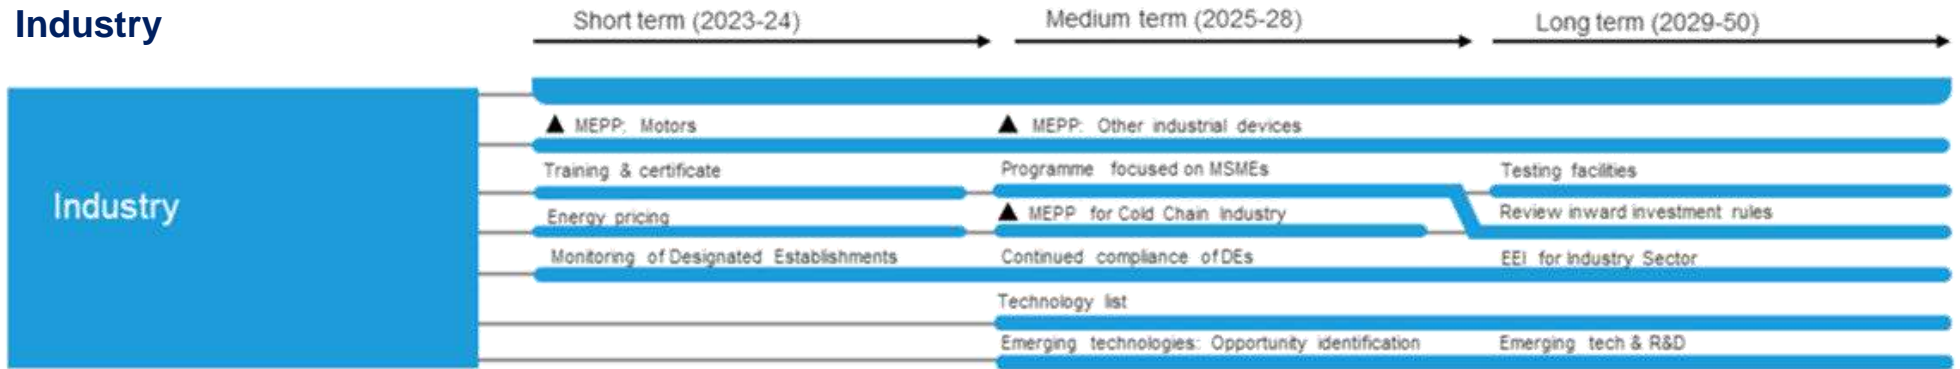 Industry
Short term (2023-24)
Medium term (2025-28)
Long term (2029-50)
Industry
▲ MEPP: Motors
▲ MEPP: Other industrial devices
Training & certificate
Programme focused on MSMEs
Testing facilities
Energy pricing
▲ MEPP for Cold Chain Industry
Review inward investment rules
Monitoring of Designated Establishments
Continued compliance of DEs
EEI for Industry Sector
Technology list
Emerging technologies: Opportunity identification
Emerging tech & R&D